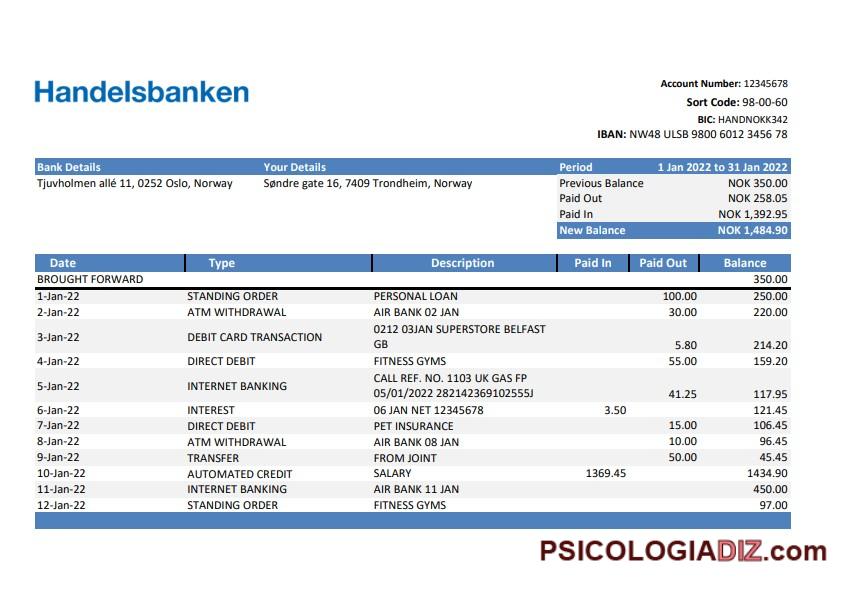 Handelsbanken
Account Number: 12345678
Sort Code: 98-00-60
BIC: HANDNOKK342
IBAN: NW48 ULSB 9800 6012 3456 78
Bank Details Your Details Period 1 Jan 2022 to 31 Jan 2022
Tjuvholmen allé 11, 0252 Oslo, Norway Søndre gate 16, 7409 Trondheim, Norway Previous Balance NOK 350.00
Paid Out NOK 258.05
Paid In NOK 1,392.95
New Balance NOK 1,484.90
Date Type Description Paid In Paid Out Balance
BROUGHT FORWARD 350.00
1-Jan-22 STANDING ORDER PERSONAL LOAN 100.00 250.00
2-Jan-22 ATM WITHDRAWAL AIR BANK 02 JAN 30.00 220.00
3-Jan-22 DEBIT CARD TRANSACTION 0212 03JAN SUPERSTORE BELFAST
GB 5.80 214.20
4-Jan-22 DIRECT DEBIT FITNESS GYMS 55.00 159.20
5-Jan-22 INTERNET BANKING CALL REF. NO. 1103 UK GAS FP
05/01/2022 282142369102555J 41.25 117.95
6-Jan-22 INTEREST 06 JAN NET 12345678 3.50 121.45
7-Jan-22 DIRECT DEBIT PET INSURANCE 15.00 106.45
8-Jan-22 ATM WITHDRAWAL AIR BANK 08 JAN 10.00 96.45
9-Jan-22 TRANSFER FROM JOINT 50.00 45.45
10-Jan-22 AUTOMATED CREDIT SALARY 1369.45 1434.90
11-Jan-22 INTERNET BANKING AIR BANK 11 JAN 450.00
12-Jan-22 STANDING ORDER FITNESS GYMS 97.00
PSICOLOGIADIZ.com